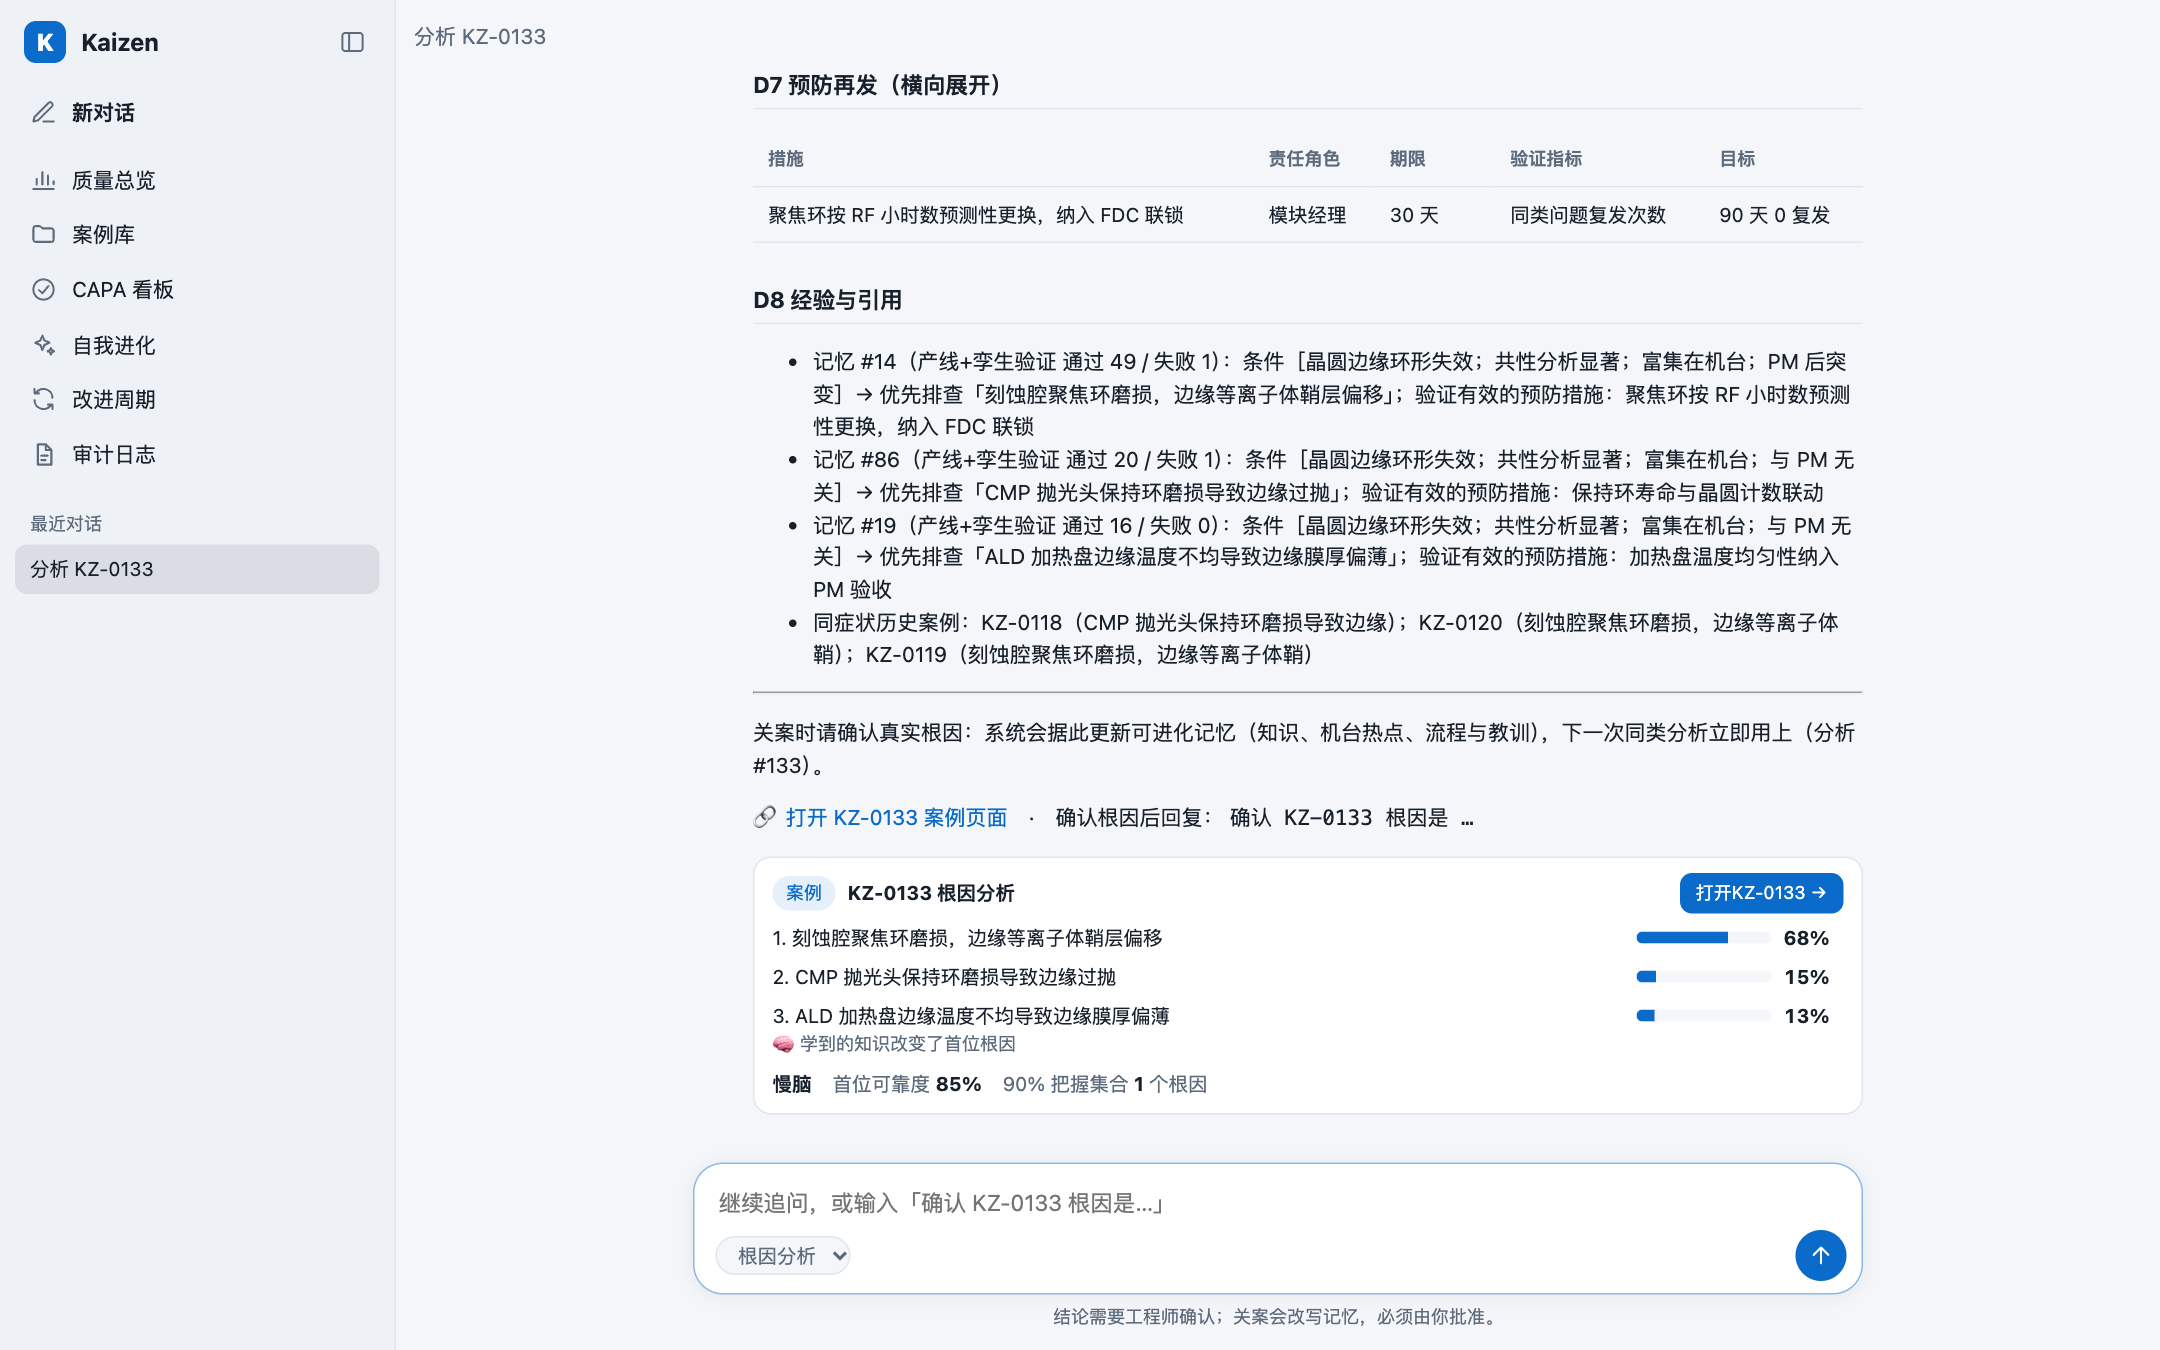 K Kaizen
新对话
质量总览
案例库
CAPA 看板
自我进化
改进周期
审计日志
最近对话
分析 KZ-0133
分析 KZ-0133
D7 预防再发（横向展开）
措施 责任角色 期限 验证指标 目标
聚焦环按 RF 小时数预测性更换，纳入 FDC 联锁 模块经理 30 天 同类问题复发次数 90 天 0 复发
D8 经验与引用
• 记忆 #14（产线+孪生验证 通过 49 / 失败 1）：条件［晶圆边缘环形失效；共性分析显著；富集在机台；PM 后突
变］→ 优先排查「刻蚀腔聚焦环磨损，边缘等离子体鞘层偏移」；验证有效的预防措施：聚焦环按 RF 小时数预测
性更换，纳入 FDC 联锁
• 记忆 #86（产线+孪生验证 通过 20 / 失败 1）：条件［晶圆边缘环形失效；共性分析显著；富集在机台；与 PM 无
关］→ 优先排查「CMP 抛光头保持环磨损导致边缘过抛」；验证有效的预防措施：保持环寿命与晶圆计数联动
• 记忆 #19（产线+孪生验证 通过 16 / 失败 0）：条件［晶圆边缘环形失效；共性分析显著；富集在机台；与 PM 无
关］→ 优先排查「ALD 加热盘边缘温度不均导致边缘膜厚偏薄」；验证有效的预防措施：加热盘温度均匀性纳入
PM 验收
• 同症状历史案例：KZ-0118（CMP 抛光头保持环磨损导致边缘）；KZ-0120（刻蚀腔聚焦环磨损，边缘等离子体
鞘）；KZ-0119（刻蚀腔聚焦环磨损，边缘等离子体鞘）
关案时请确认真实根因：系统会据此更新可进化记忆（知识、机台热点、流程与教训），下一次同类分析立即用上（分析
#133）。
🔗 打开 KZ-0133 案例页面 · 确认根因后回复： 确认 KZ-0133 根因是 …
案例 KZ-0133 根因分析 打开KZ-0133 →
1. 刻蚀腔聚焦环磨损，边缘等离子体鞘层偏移 68%
2. CMP 抛光头保持环磨损导致边缘过抛 15%
3. ALD 加热盘边缘温度不均导致边缘膜厚偏薄 13%
🧠 学到的知识改变了首位根因
慢脑 首位可靠度 85% 90% 把握集合 1 个根因
继续追问，或输入「确认 KZ-0133 根因是…」
根因分析
结论需要工程师确认；关案会改写记忆，必须由你批准。